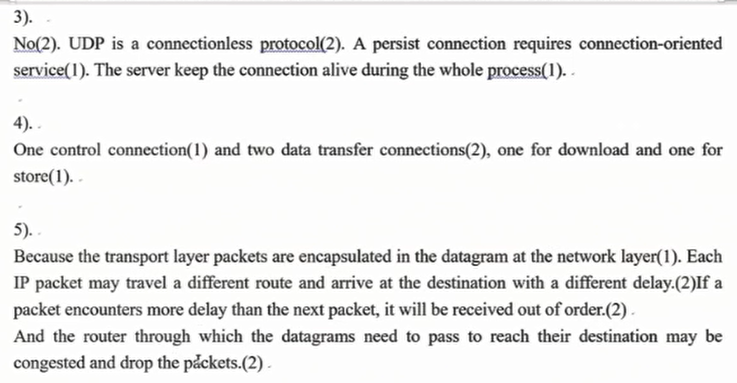 3).
No(2). UDP is a connectionless protocol(2). A persist connection requires connection-oriented
service(1). The server keep the connection alive during the whole process(1).
4).
One control connection(1) and two data transfer connections(2), one for download and one for
store(1).
5).
Because the transport layer packets are encapsulated in the datagram at the network layer(1). Each
IP packet may travel a different route and arrive at the destination with a different delay.(2)If a
packet encounters more delay than the next packet, it will be received out of order.(2)
And the router through which the datagrams need to pass to reach their destination may be
congested and drop the packets.(2)